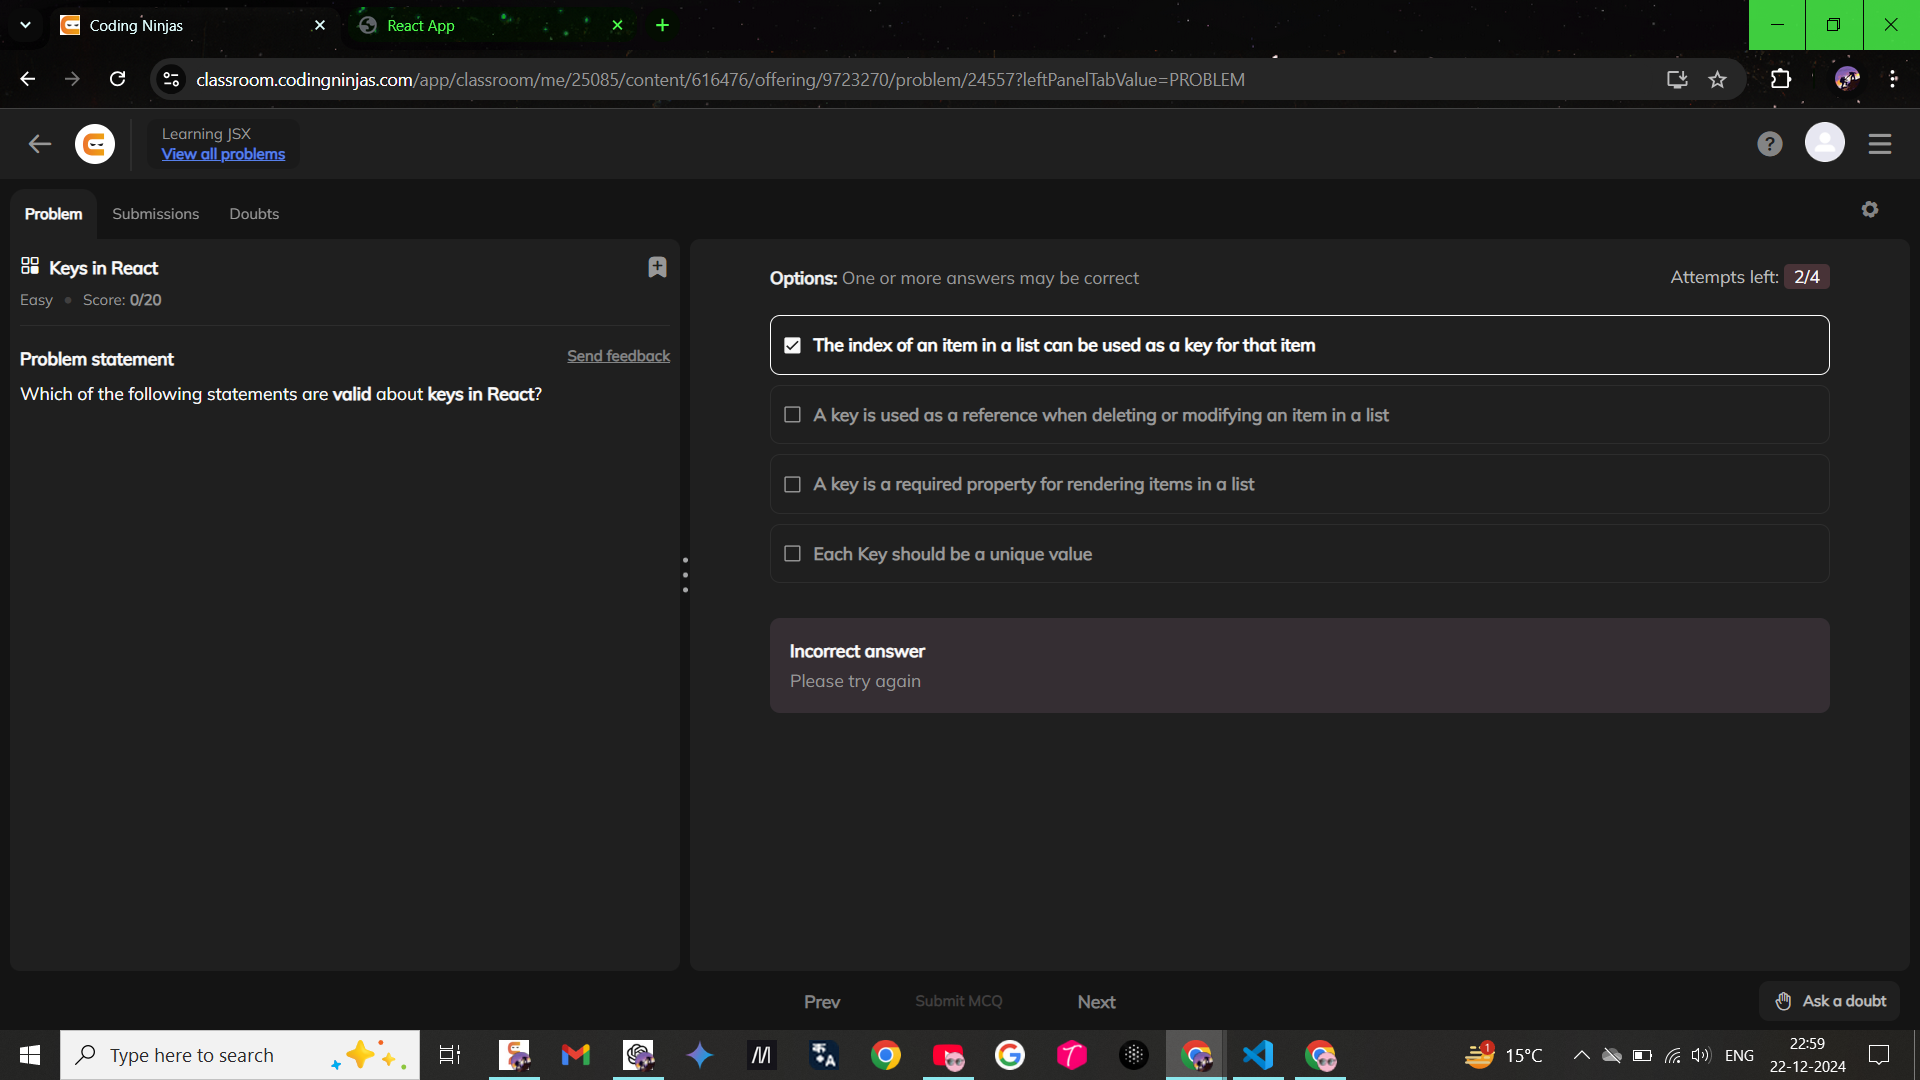 Coding Ninjas
React App
classroom.codingninjas.com/app/classroom/me/25085/content/616476/offering/9723270/problem/24557?leftPanelTabValue=PROBLEM
Learning JSX
View all problems
?
Problem Submissions Doubts
Keys in React
Easy Score: 0/20
Problem statement
Send feedback
Which of the following statements are valid about keys in React?
Options: One or more answers may be correct
Attempts left: 2/4
The index of an item in a list can be used as a key for that item
A key is used as a reference when deleting or modifying an item in a list
A key is a required property for rendering items in a list
Each Key should be a unique value
Incorrect answer
Please try again
Prev Submit MCQ Next
Ask a doubt
Type here to search
1
15°C
ENG
22:59
22-12-2024